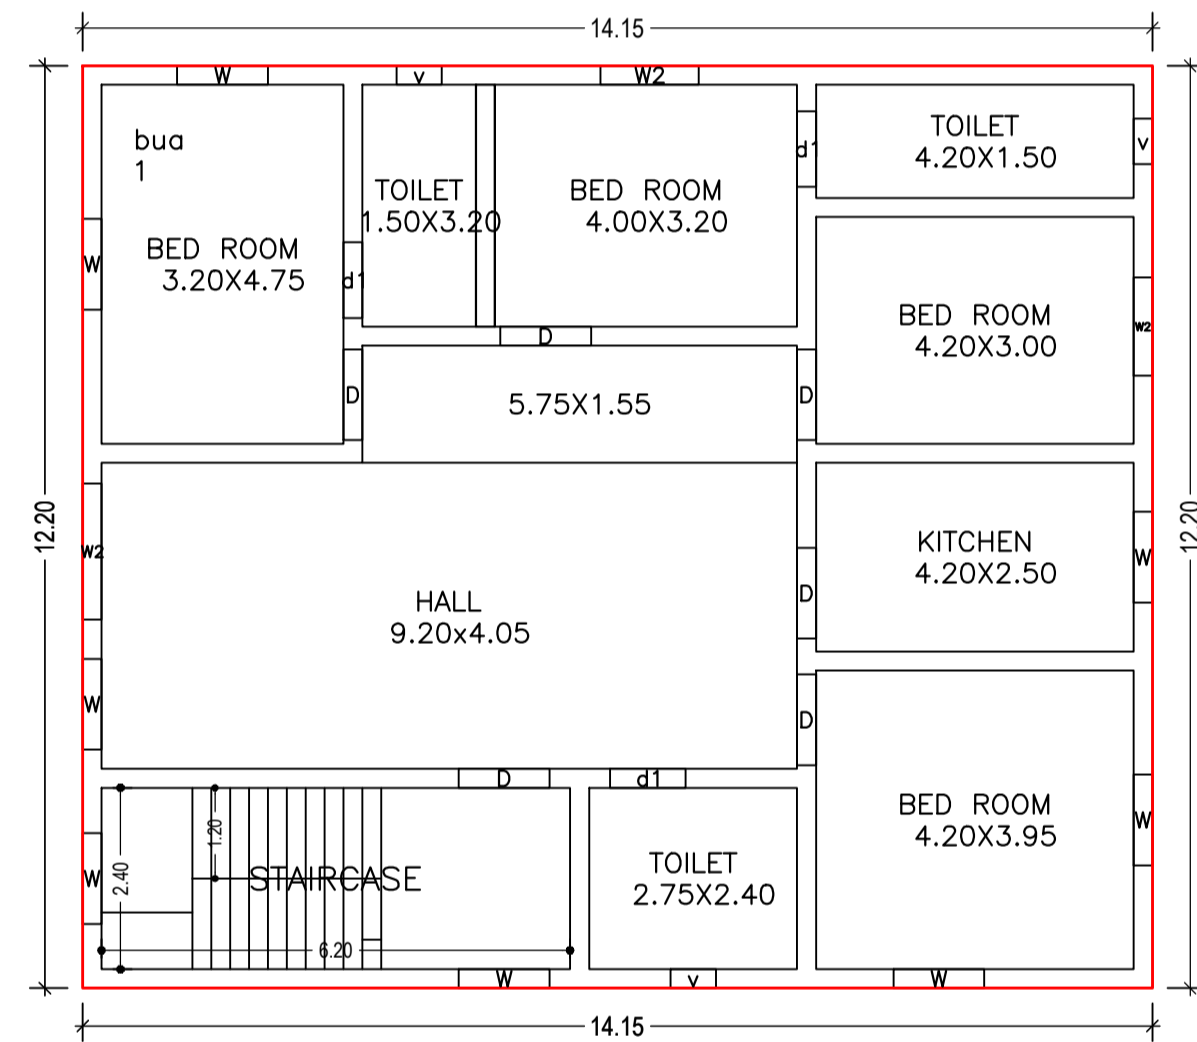 14.15
W
v
W2
bua
1
TOILET
4.20X1.50
d1
v
TOILET
1.50X3.20
BED ROOM
4.00X3.20
BED ROOM
3.20X4.75
W
d1
BED ROOM
4.20X3.00
W2
D
D
5.75X1.55
D
12.20
12.20
W2
KITCHEN
4.20X2.50
W
D
HALL
9.20x4.05
W
D
D
d1
1.20
2.40
W
STAIRCASE
TOILET
2.75X2.40
BED ROOM
4.20X3.95
W
6.20
W
v
W
14.15